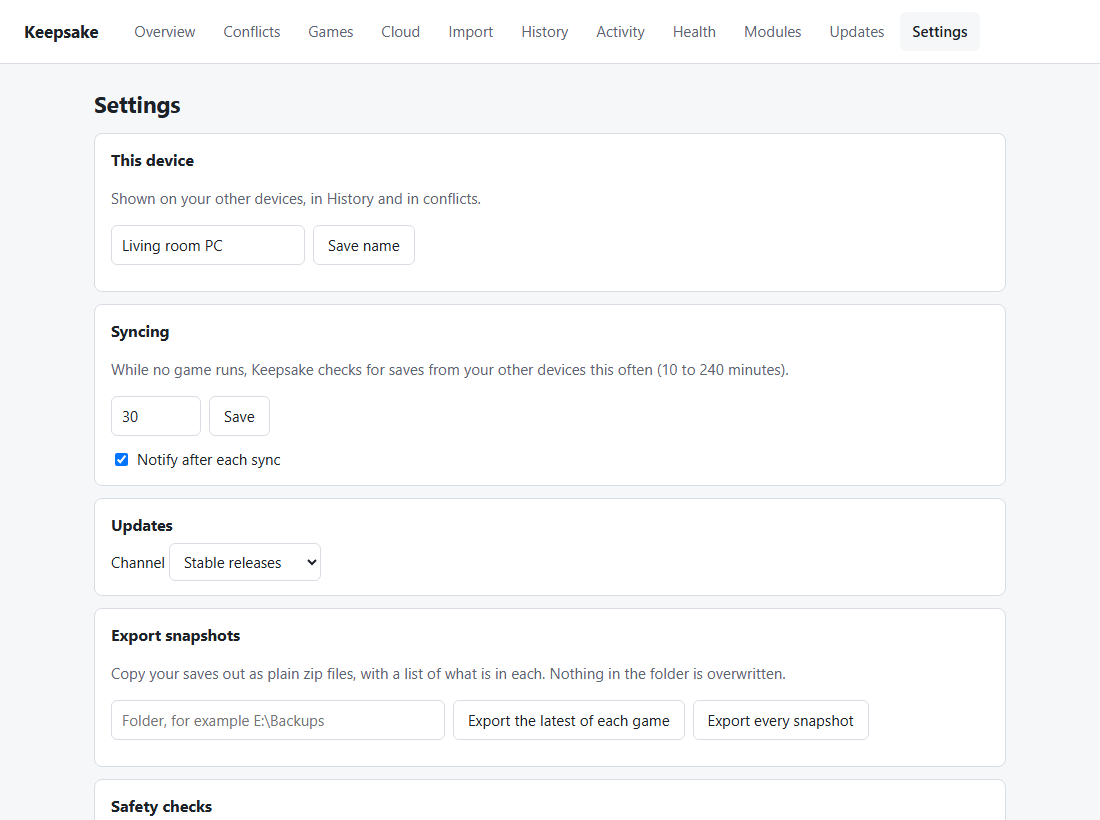 Keepsake Overview Conflicts Games Cloud Import History Activity Health Modules Updates Settings
Settings
This device
Shown on your other devices, in History and in conflicts.
Living room PC Save name
Syncing
While no game runs, Keepsake checks for saves from your other devices this often (10 to 240 minutes).
30 Save
Notify after each sync
Updates
Channel Stable releases
Export snapshots
Copy your saves out as plain zip files, with a list of what is in each. Nothing in the folder is overwritten.
Folder, for example E:\Backups Export the latest of each game Export every snapshot
Safety checks